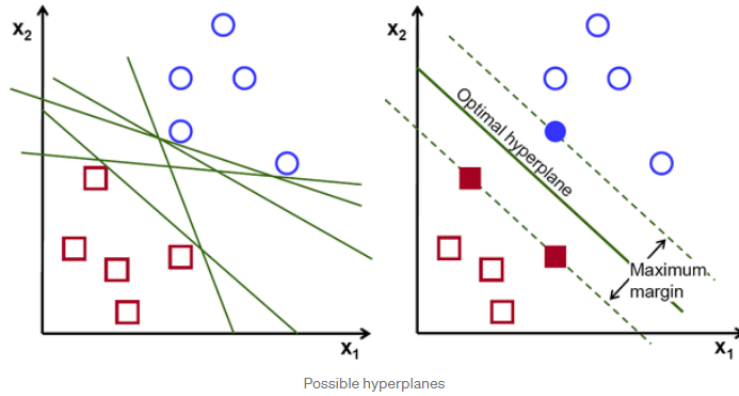 X2
X1
X2
Optimal hyperplane
Maximum
margin
X1
Possible hyperplanes